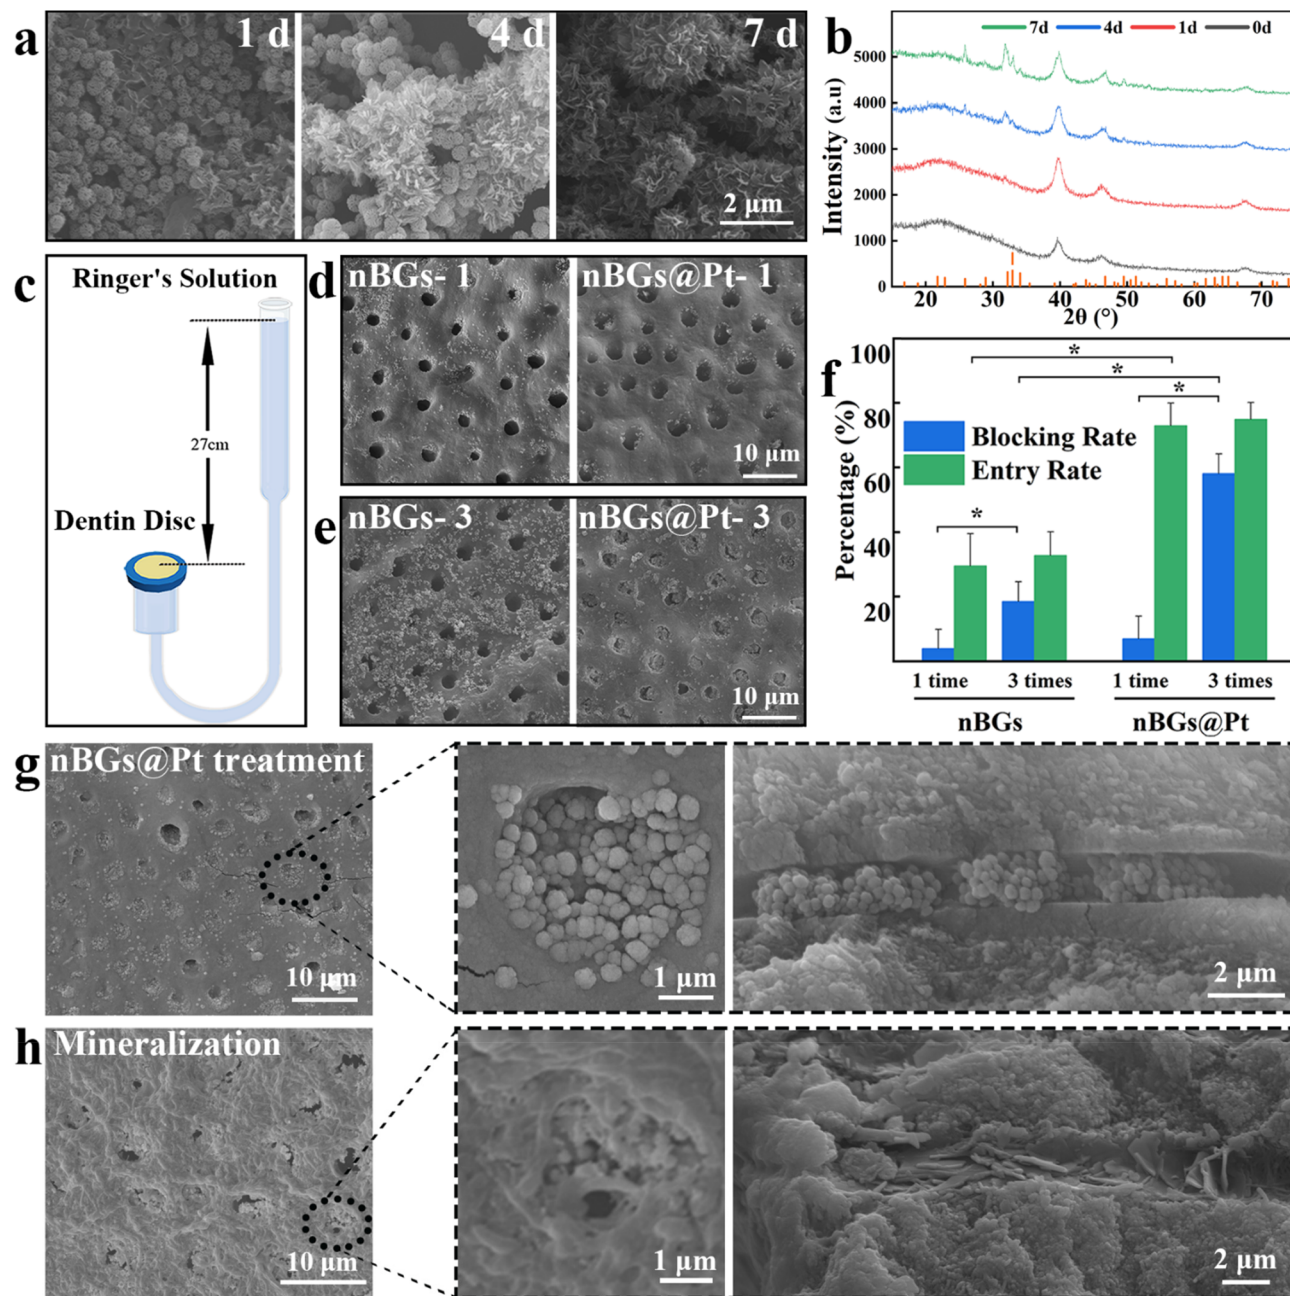 a
1 d
4 d
7 d
2 μm
b
7d
4d
1d
0d
Intensity (a.u)
5000
4000
3000
2000
1000
0
20
30
40
50
60
70
2θ (°)
c
Ringer's Solution
27cm
Dentin Disc
d
nBGs- 1
nBGs@Pt- 1
10 μm
e
nBGs- 3
nBGs@Pt- 3
10 μm
f
Percentage (%)
100
80
60
40
20
*
*
*
*
Blocking Rate
Entry Rate
1 time
3 times
1 time
3 times
nBGs
nBGs@Pt
g
nBGs@Pt treatment
10 μm
1 μm
2 μm
h
Mineralization
10 μm
1 μm
2 μm